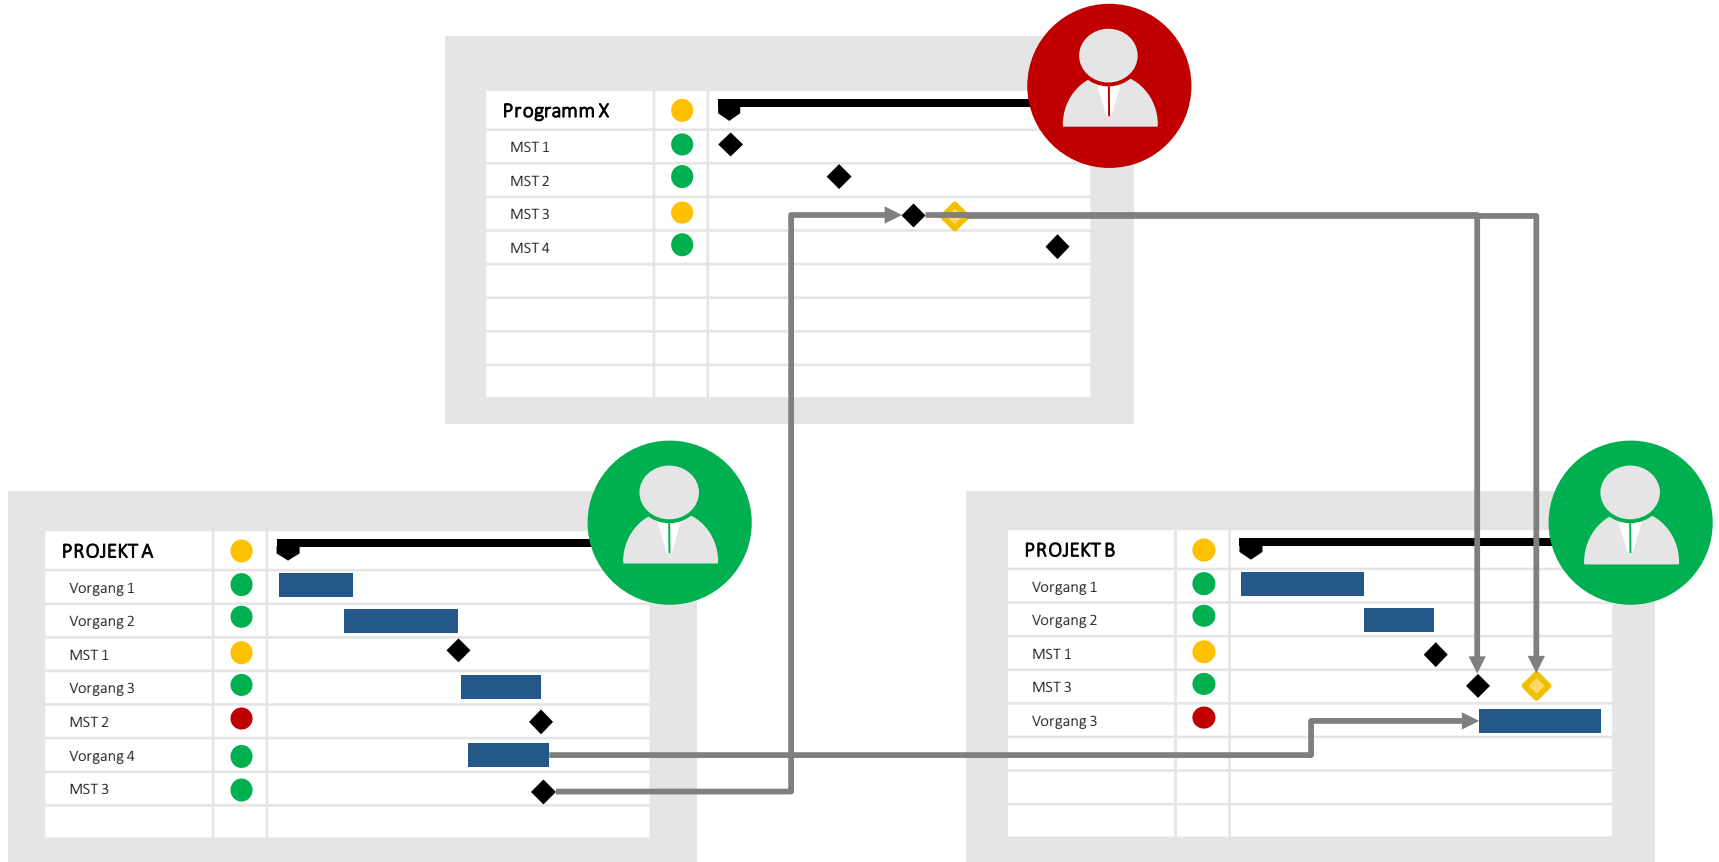 Programm X
MST 1
MST 2
MST 3
MST 4
PROJEKT A
Vorgang 1
Vorgang 2
MST 1
Vorgang 3
MST 2
Vorgang 4
MST 3
PROJEKT B
Vorgang 1
Vorgang 2
MST 1
MST 3
Vorgang 3